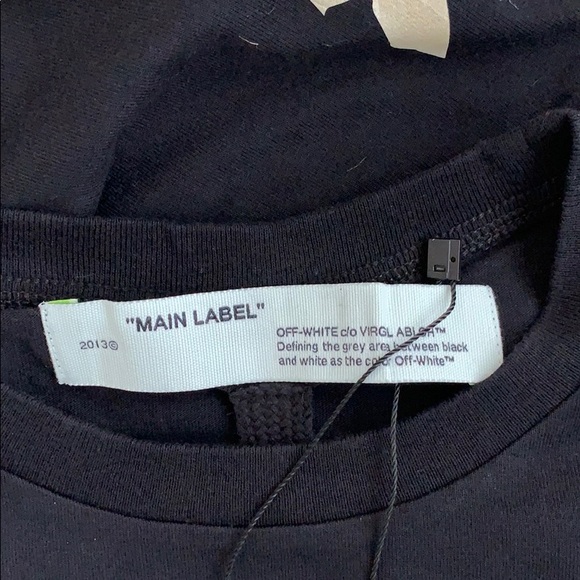 "MAIN LABEL"
2013©
OFF-WHITE c/o VIRGL ABLOH™
Defining the grey area between black
and white as the color Off-White™